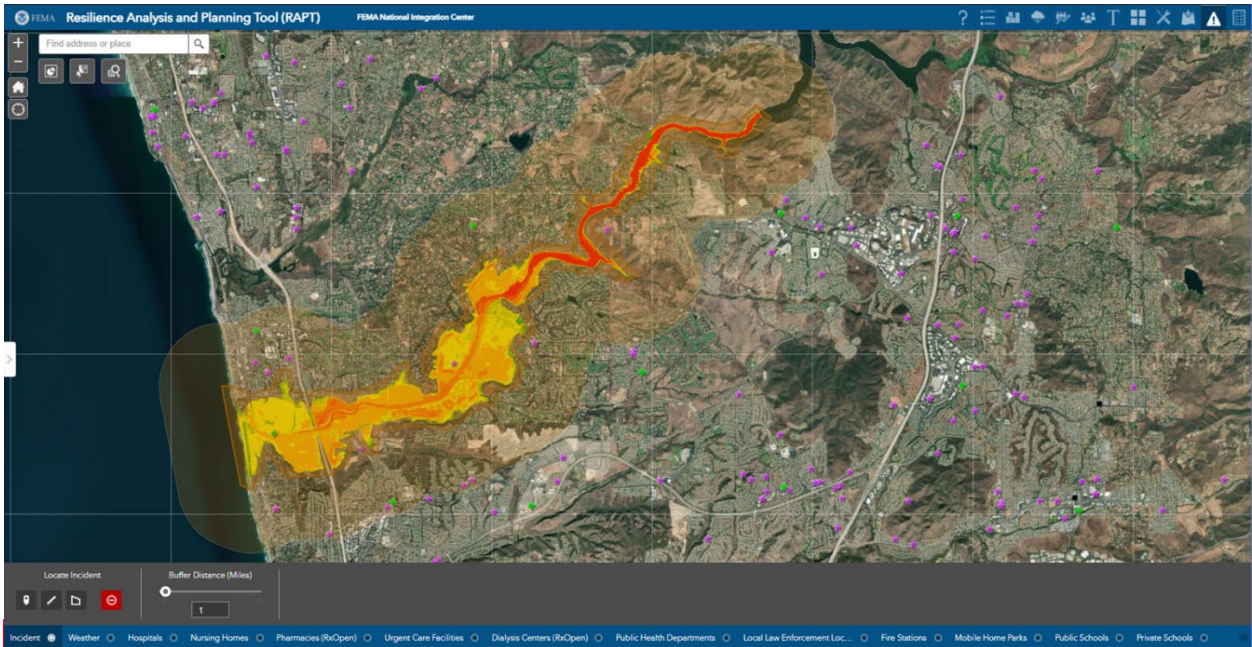 FEMA Resilience Analysis and Planning Tool (RAPT) FEMA National Integration Center
? T
+
Find address or place
−
>
Locate Incident Buffer Distance (Miles)
1
Incident Weather Hospitals Nursing Homes Pharmacies (RxOpen) Urgent Care Facilities Dialysis Centers (RxOpen) Public Health Departments Local Law Enforcement Loc... Fire Stations Mobile Home Parks Public Schools Private Schools